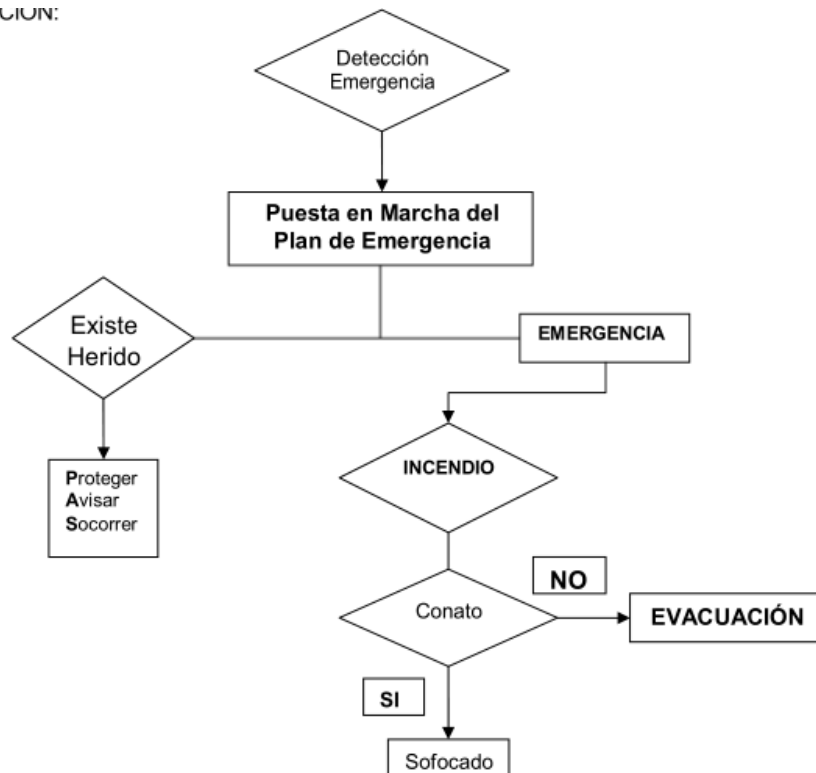 CIÓN:
Detección
Emergencia
Puesta en Marcha del
Plan de Emergencia
Existe
Herido
EMERGENCIA
Proteger
Avisar
Socorrer
INCENDIO
Conato
NO
EVACUACIÓN
SI
Sofocado